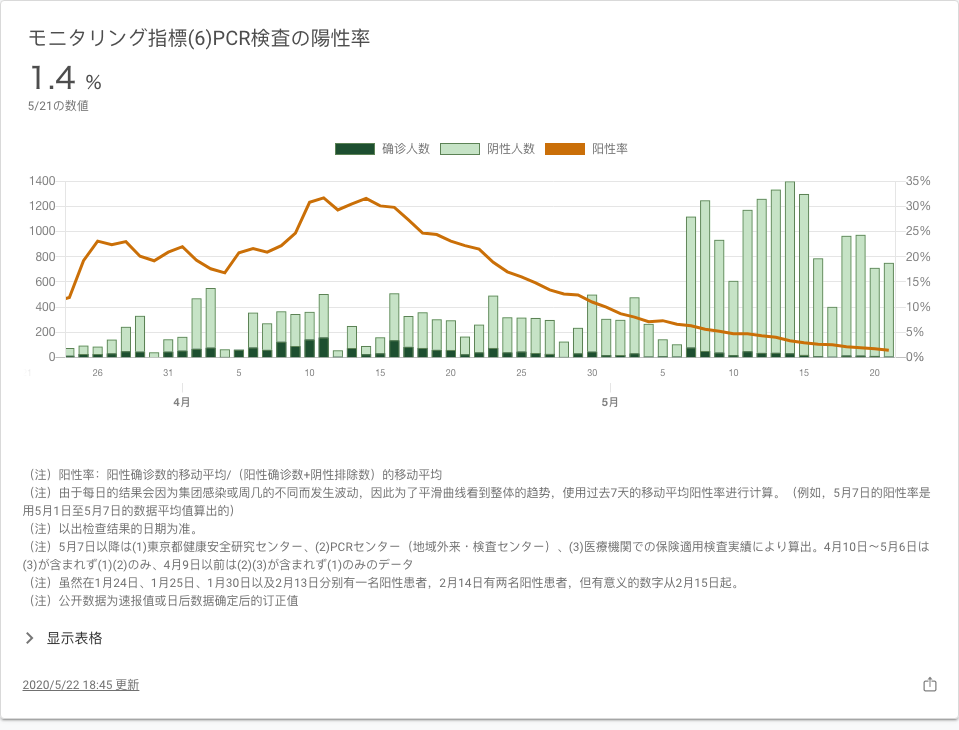 モニタリング指標(6)PCR検査の陽性率
1.4 %
5/21の数値
确诊人数 阴性人数 阳性率
1400 35%
1200 30%
1000 25%
800 20%
600 15%
400 10%
200 5%
0 0%
26 31 5 10 15 20 25 30 5 10 15 20
4月 5月
（注）阳性率：阳性确诊数的移动平均/（阳性确诊数+阴性排除数）的移动平均
（注）由于每日的结果会因为集团感染或周几的不同而发生波动，因此为了平滑曲线看到整体的趋势，使用过去7天的移动平均阳性率进行计算。（例如，5月7日的阳性率是
用5月1日至5月7日的数据平均值算出的）
（注）以出检查结果的日期为准。
（注）5月7日以降は(1)東京都健康安全研究センター、(2)PCRセンター（地域外来・検査センター）、(3)医療機関での保険適用検査実績により算出。4月10日～5月6日は
(3)が含まれず(1)(2)のみ、4月9日以前は(2)(3)が含まれず(1)のみのデータ
（注）虽然在1月24日、1月25日、1月30日以及2月13日分别有一名阳性患者，2月14日有两名阳性患者，但有意义的数字从2月15日起。
（注）公开数据为速报值或日后数据确定后的订正值
显示表格
2020/5/22 18:45 更新